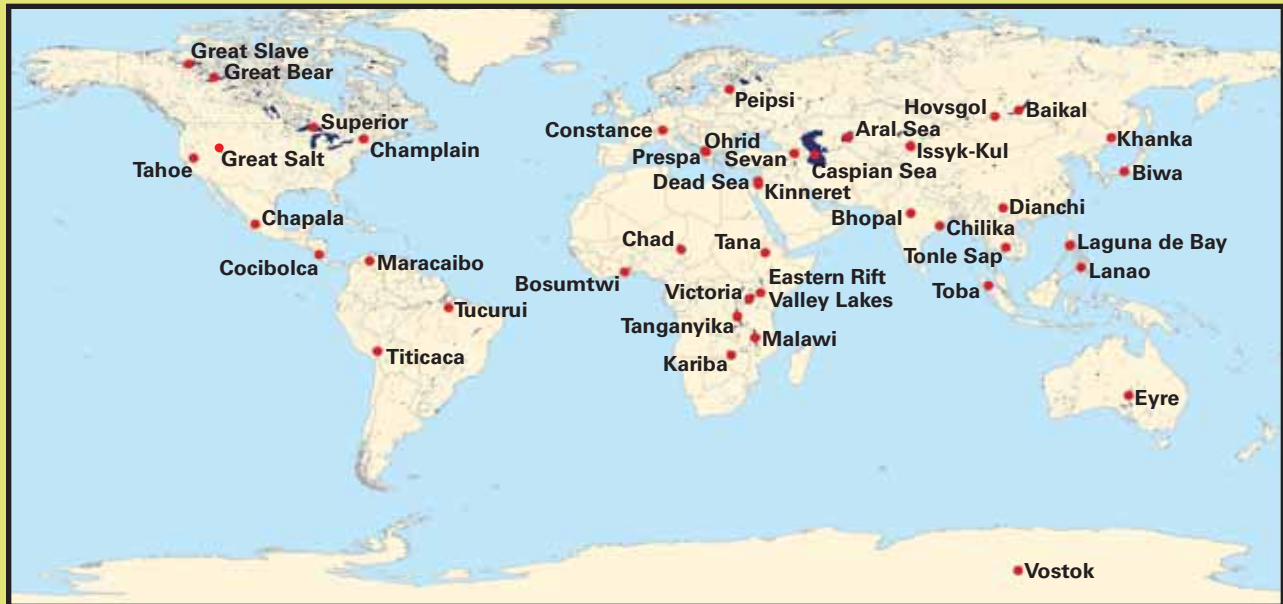 Great Slave
Great Bear
Superior
Champlain
Great Salt
Tahoe
Chapala
Cocibolca
Maracaibo
Tucurui
Titicaca
Peipsi
Constance
Ohrid
Prespa
Sevan
Aral Sea
Caspian Sea
Dead Sea
Kinneret
Hovsgol
Baikal
Issyk-Kul
Khanka
Biwa
Bhopal
Dianchi
Chilika
Tonle Sap
Laguna de Bay
Lanao
Toba
Chad
Tana
Bosumtwi
Victoria
Eastern Rift
Valley Lakes
Tanganyika
Malawi
Kariba
Eyre
Vostok